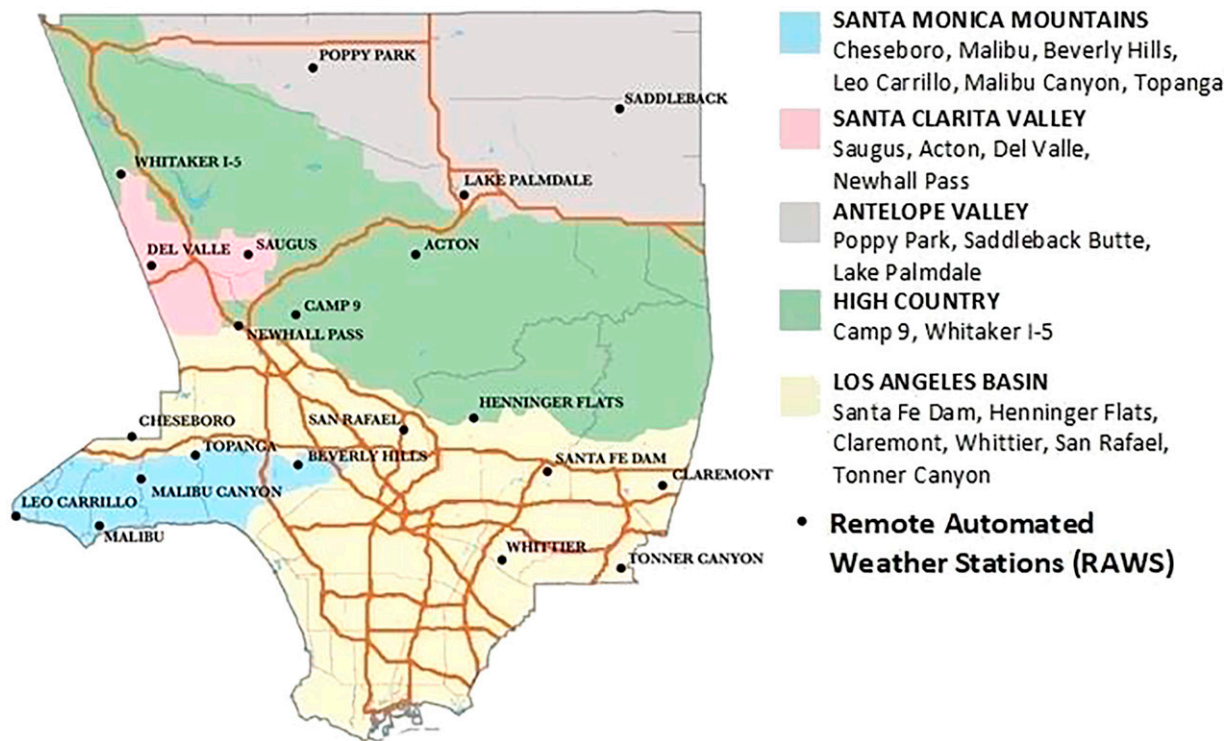 POPPY PARK
SADDLEBACK
WHITAKER I-5
LAKE PALMDALE
DEL VALLE
SAUGUS
ACTON
CAMP 9
NEWHALL PASS
HENNINGER FLATS
CHESEBORO
SAN RAFAEL
TOPANGA
BEVERLY HILLS
SANTA FE DAM
CLAREMONT
LEO CARRILLO
MALIBU CANYON
MALIBU
WHITTIER
TONNER CANYON
SANTA MONICA MOUNTAINS
Cheseboro, Malibu, Beverly Hills,
Leo Carrillo, Malibu Canyon, Topanga
SANTA CLARITA VALLEY
Saugus, Acton, Del Valle,
Newhall Pass
ANTELOPE VALLEY
Poppy Park, Saddleback Butte,
Lake Palmdale
HIGH COUNTRY
Camp 9, Whitaker I-5
LOS ANGELES BASIN
Santa Fe Dam, Henninger Flats,
Claremont, Whittier, San Rafael,
Tonner Canyon
• Remote Automated
Weather Stations (RAWS)